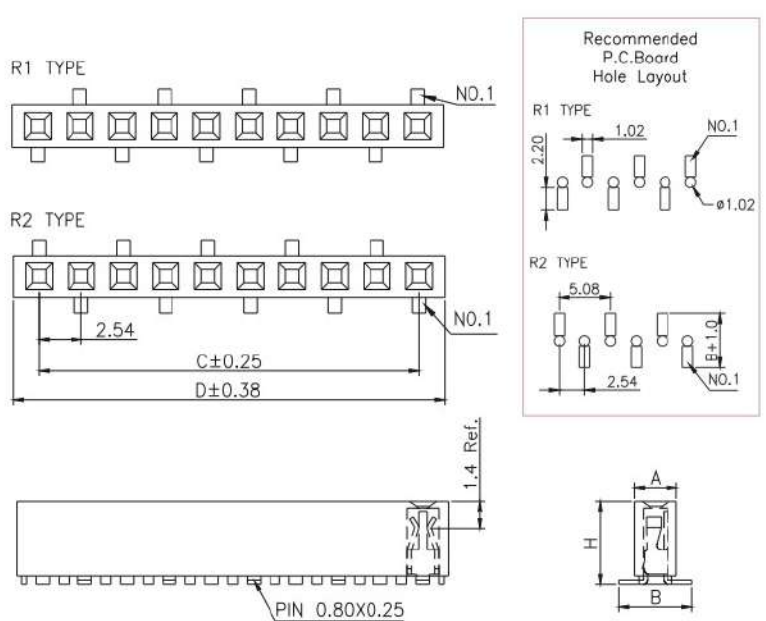 R1 TYPE
NO.1
R2 TYPE
NO.1
2.54
C±0.25
D±0.38
Recommended
P.C.Board
Hole Layout
R1 TYPE
1.02
NO.1
2.20
ø1.02
R2 TYPE
5.08
B+1.0
2.54
NO.1
1.4 Ref.
PIN 0.80X0.25
A
H
B